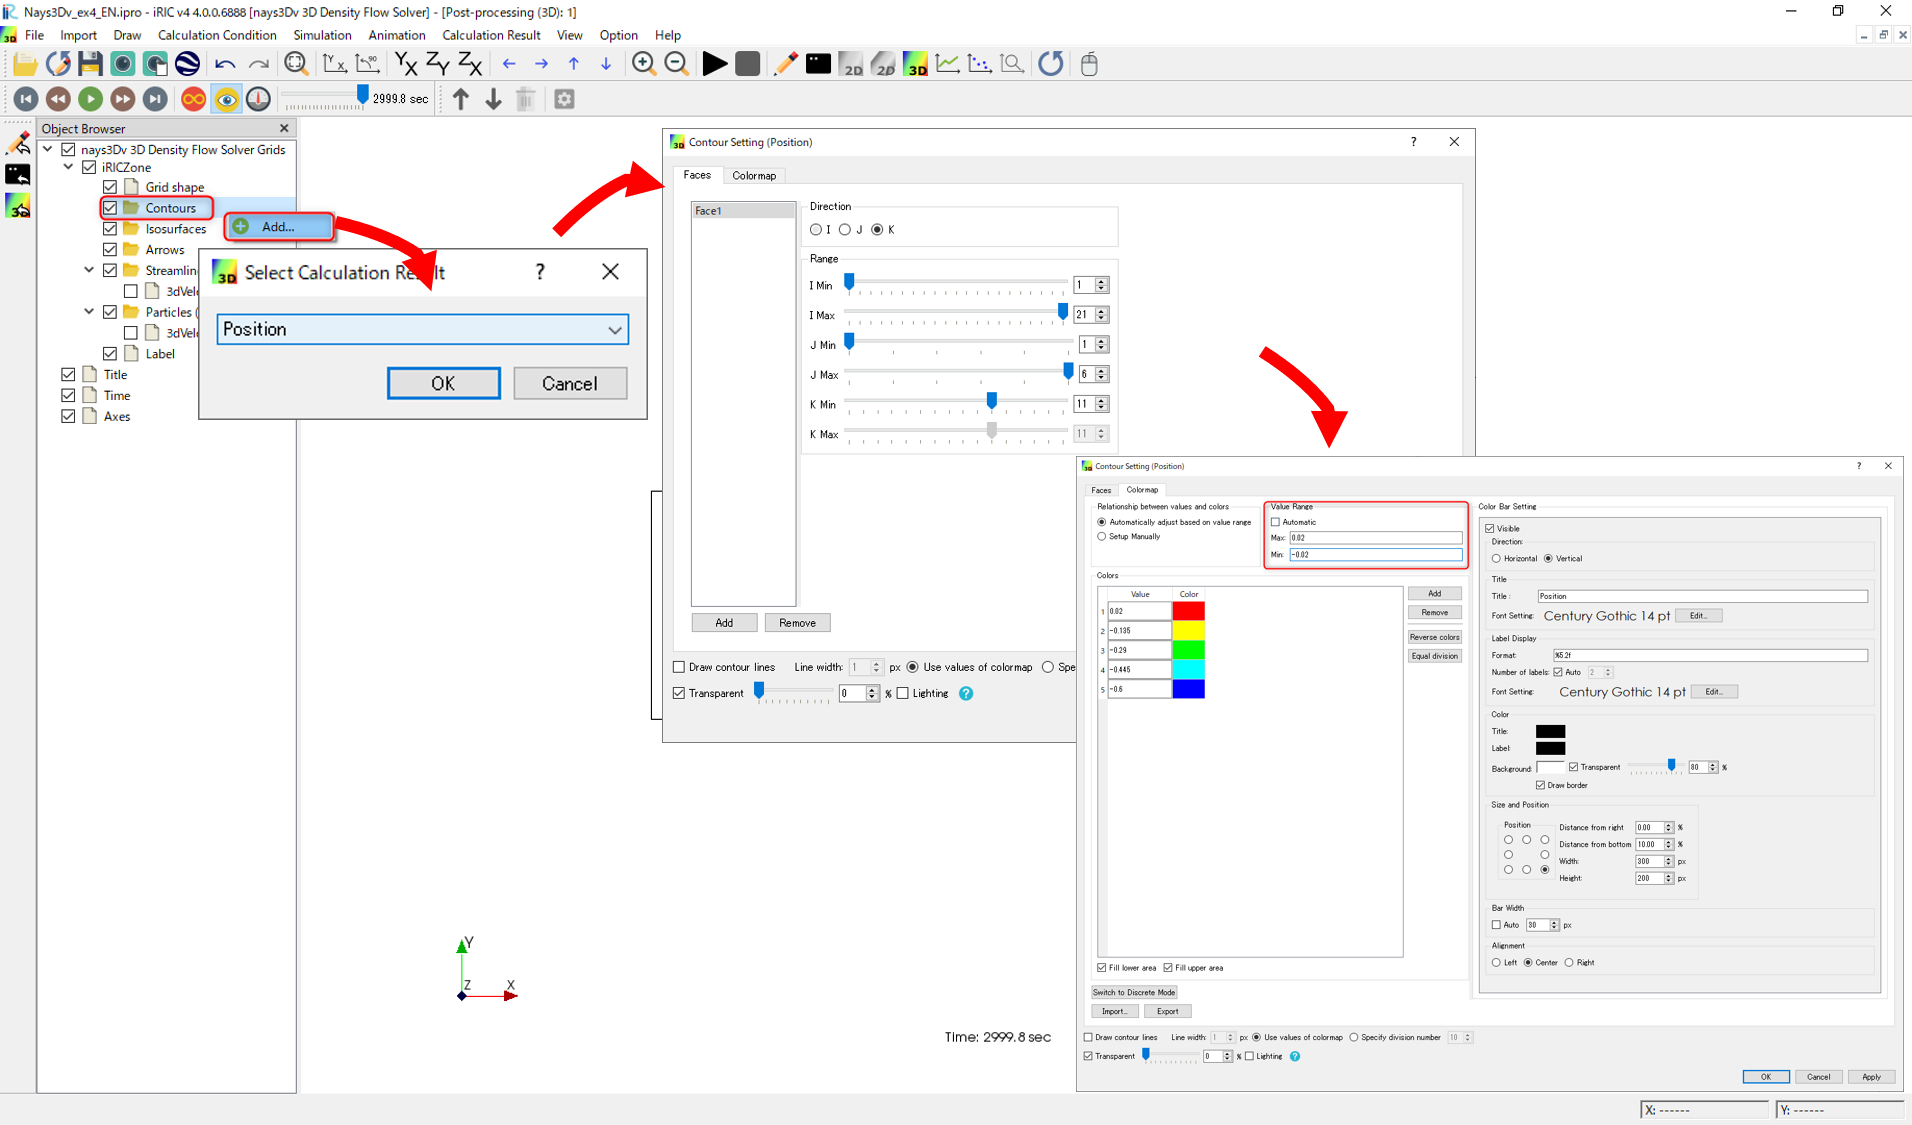 Nays3Dv_ex4_EN.ipro - iRIC v4 4.0.0.6888 [nays3Dv 3D Density Flow Solver] - [Post-processing (3D): 1]
File Import Draw Calculation Condition Simulation Animation Calculation Result View Option Help
2D 2D 3D
2999.8 sec
Object Browser
nays3Dv 3D Density Flow Solver Grids
iRICZone
Grid shape
Contours
Isosurfaces
Add...
Arrows
Streamlin
3dVelo
Particles (
3dVelo
Label
Title
Time
Axes
Select Calculation Re lt
Position
OK Cancel
Contour Setting (Position)
Faces Colormap
Face1
Direction
I J K
Range
I Min 1
I Max 21
J Min 1
J Max 6
K Min 11
K Max 11
Add Remove
Draw contour lines Line width: 1 px Use values of colormap Spe
Transparent 0 % Lighting
Contour Setting (Position)
Faces Colormap
Relationship between values and colors
Automatically adjust based on value range
Setup Manually
Value Range
Automatic
Max: 0.02
Min: -0.02
Colors
Value Color
1 0.02
2 -0.135
3 -0.29
4 -0.445
5 -0.6
Add
Remove
Reverse colors
Equal division
Fill lower area Fill upper area
Switch to Discrete Mode
Import... Export
Color Bar Setting
Visible
Direction:
Horizontal Vertical
Title
Title : Position
Font Setting: Century Gothic 14 pt Edit...
Label Display
Format: %5.2f
Number of labels: Auto 2
Font Setting: Century Gothic 14 pt Edit...
Color
Title:
Label:
Background: Transparent 80 %
Draw border
Size and Position
Position
Distance from right 0.00 %
Distance from bottom 10.00 %
Width: 300 px
Height: 200 px
Bar Width
Auto 30 px
Alignment
Left Center Right
Draw contour lines Line width: 1 px Use values of colormap Specify division number 10
Transparent 0 % Lighting
OK Cancel Apply
Y
Z X
Time: 2999.8 sec
X: ------ Y: ------